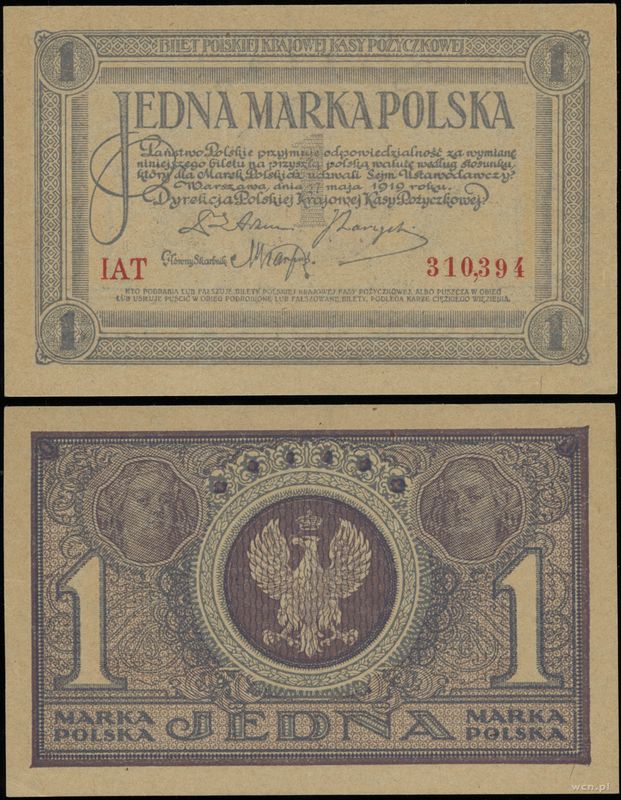 1 BILET POLSKIEJ KRAJOWEJ KASY POŻYCZKOWEJ 1
JEDNA MARKA POLSKA
Państwo Polskie przyjmuje odpowiedzialność za wymianę
niniejszego biletu na przyszłą polską walutę według stosunku,
który dla Marek Polskich uchwali Sejm Ustawodawczy.
Warszawa, dnia 17 maja 1919 roku.
Dyrekcja Polskiej Krajowej Kasy Pożyczkowej.
Główny Skarbnik
IAT 310,394
KTO PODRABIA LUB FAŁSZUJE BILETY POLSKIEJ KRAJOWEJ KASY POŻYCZKOWEJ, ALBO PUSZCZA W OBIEG
LUB USIŁUJE PUŚCIĆ W OBIEG PODROBIONE LUB FAŁSZOWANE BILETY, PODLEGA KARZE CIĘŻKIEGO WIĘZIENIA.
1 1
1 1
MARKA POLSKA JEDNA MARKA POLSKA
wcn.pl